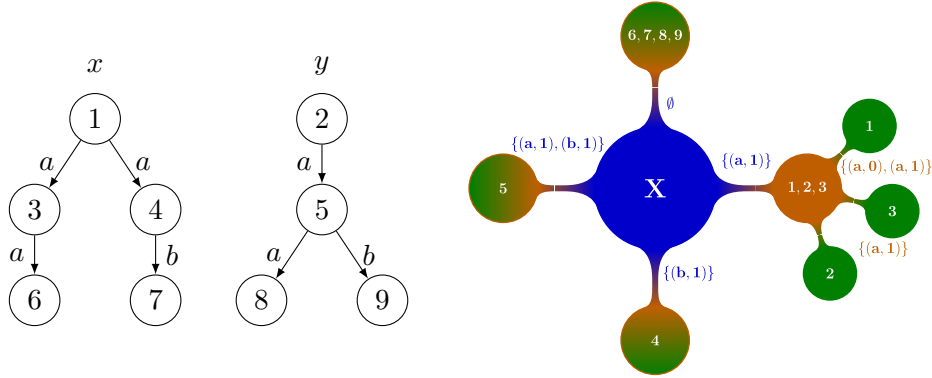 x
1
a a
3 4
a b
6 7
y
2
a
5
a b
8 9
6, 7, 8, 9
∅
{(a, 1), (b, 1)}
5
X
{(a, 1)}
1, 2, 3
1
{(a, 0), (a, 1)}
3
{(a, 1)}
2
{(b, 1)}
4